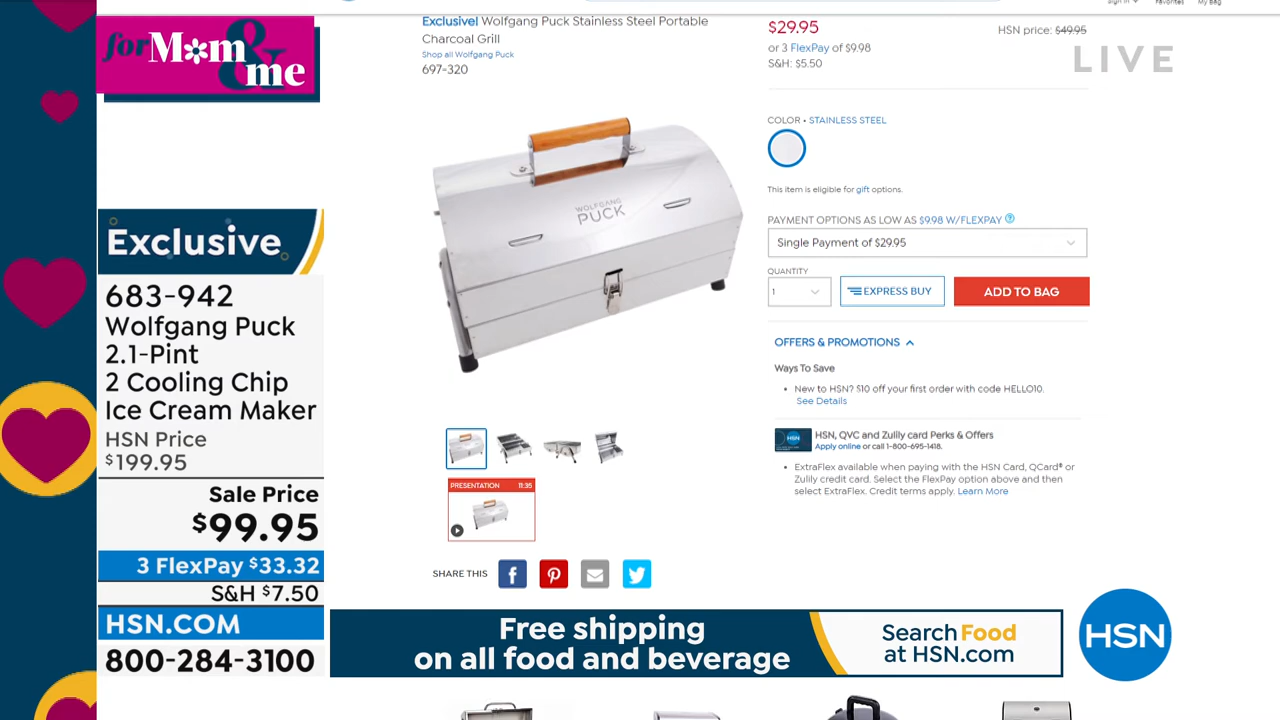 for Mom
& me
Exclusive
683-942
Wolfgang Puck
2.1-Pint
2 Cooling Chip
Ice Cream Maker
HSN Price
$199.95
Sale Price
$99.95
3 FlexPay $33.32
S&H $7.50
HSN.COM
800-284-3100
Sign in
Favorites
My Bag
Exclusive! Wolfgang Puck Stainless Steel Portable
Charcoal Grill
Shop all Wolfgang Puck
697-320
WOLFGANG
PUCK
PRESENTATION 11:35
SHARE THIS
$29.95
HSN price: $49.95
or 3 FlexPay of $9.98
S&H: $5.50
LIVE
COLOR • STAINLESS STEEL
This item is eligible for gift options.
PAYMENT OPTIONS AS LOW AS $9.98 W/FLEXPAY ?
Single Payment of $29.95
QUANTITY
1
EXPRESS BUY
ADD TO BAG
OFFERS & PROMOTIONS
Ways To Save
• New to HSN? $10 off your first order with code HELLO10.
See Details
HSN
HSN, QVC and Zulily card Perks & Offers
Apply online or call 1-800-695-1418.
• ExtraFlex available when paying with the HSN Card, QCard® or
Zulily credit card. Select the FlexPay option above and then
select ExtraFlex. Credit terms apply. Learn More
Free shipping
on all food and beverage
Search Food
at HSN.com
HSN